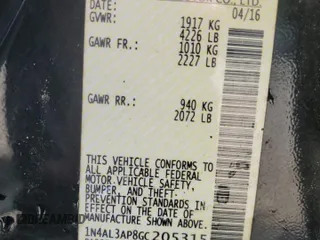 DATE: 04/16
GVWR: 1917 KG
4226 LB
GAWR FR: 1010 KG
2227 LB
GAWR RR: 940 KG
2072 LB
THIS VEHICLE CONFORMS TO
ALL APPLICABLE FEDERAL
MOTOR VEHICLE SAFETY,
BUMPER, AND THEFT
PREVENTION STANDARDS IN
EFFECT ON THE DATE OF
MANUFACTURE SHOWN ABOVE.
1N4AL3AP8GC205315